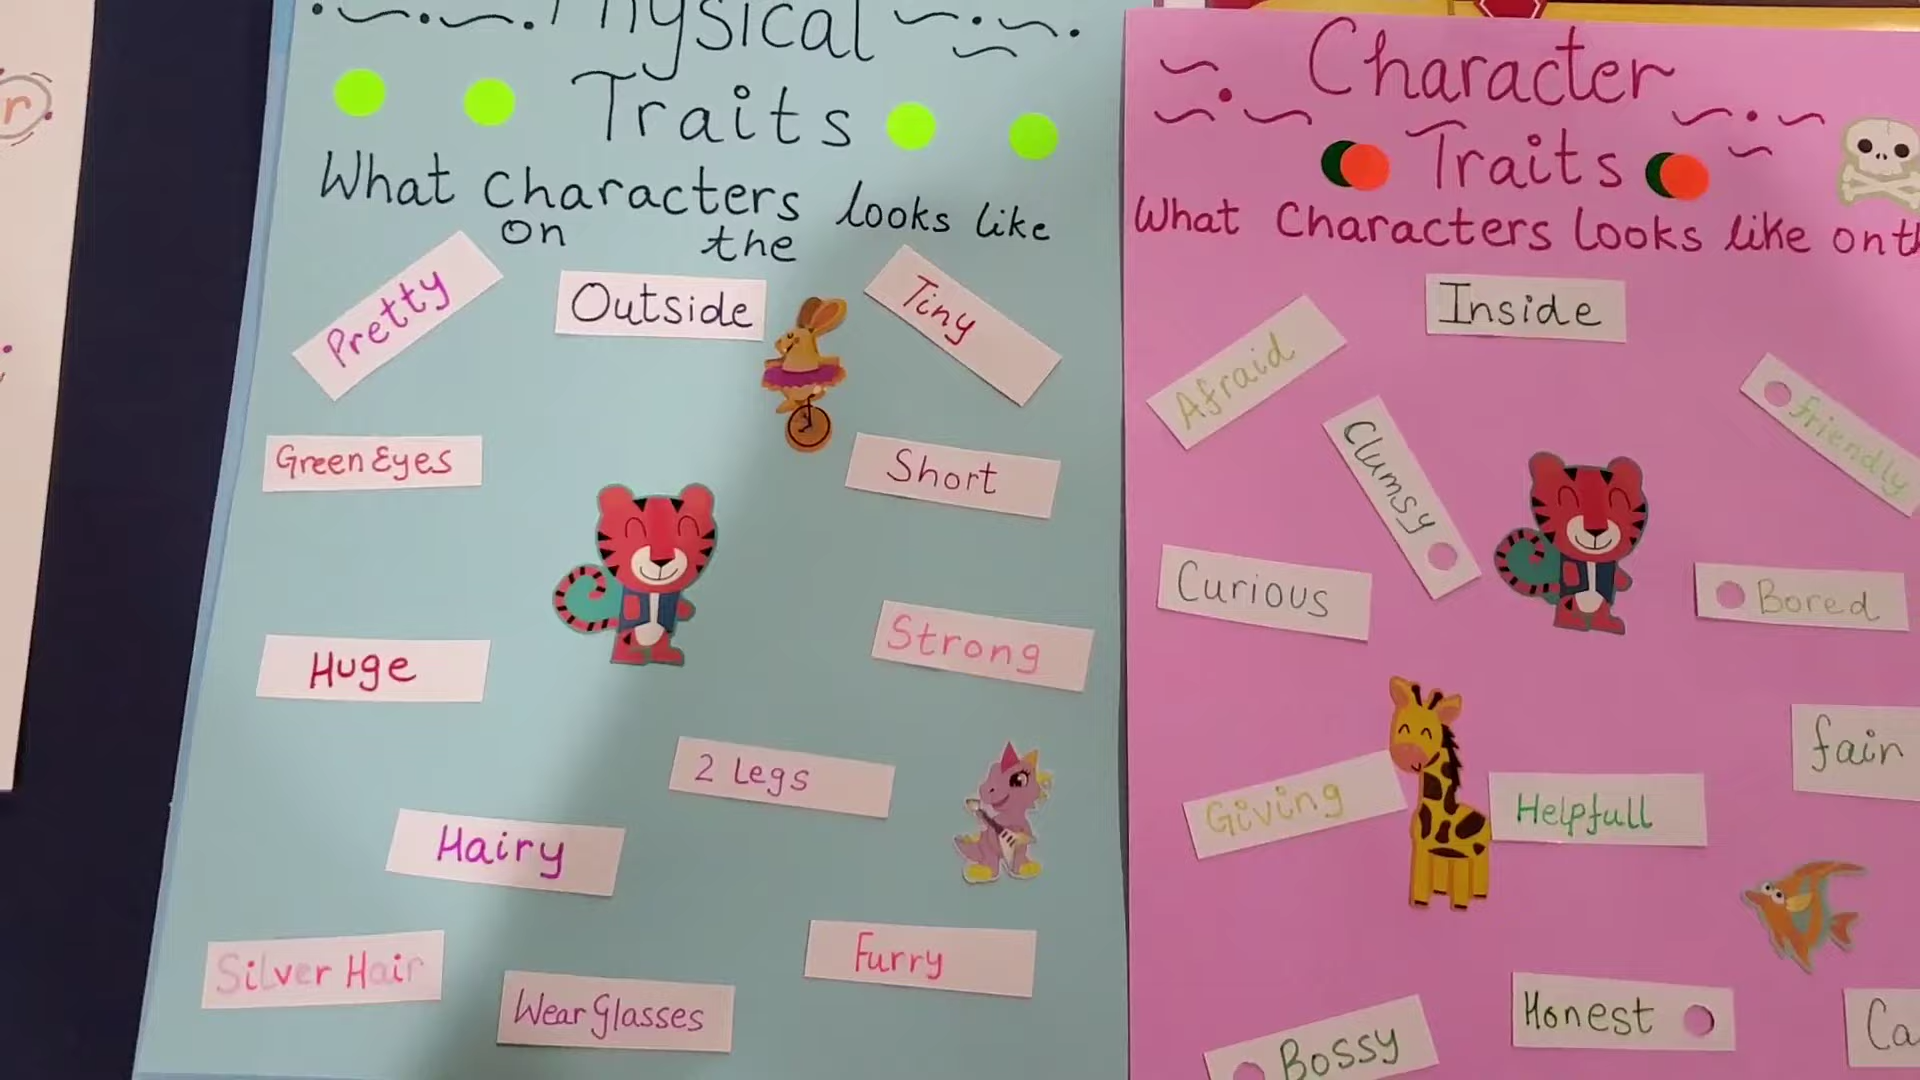 Physical
Traits
What Characters looks like
on the
Outside
Pretty
Tiny
Green Eyes
Short
Huge
Strong
2 Legs
Hairy
Silver Hair
Furry
Wear Glasses
Character
Traits
What Characters looks like on
Inside
Afraid
Friendly
Clumsy
Curious
Bored
fair
Giving
Helpfull
Honest
Bossy